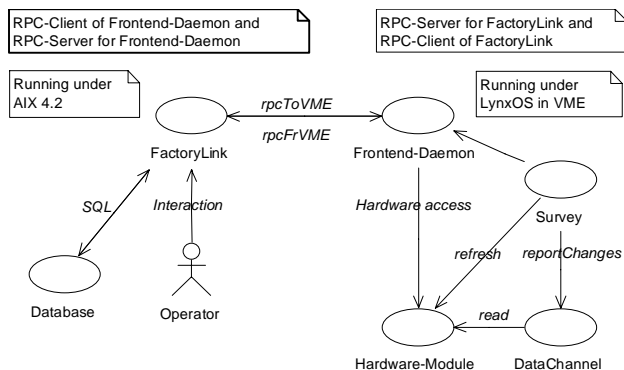 RPC-Client of Frontend-Daemon and
RPC-Server for Frontend-Daemon
RPC-Server for FactoryLink and
RPC-Client of FactoryLink
Running under
AIX 4.2
Running under
LynxOS in VME
rpcToVME
rpcFrVME
FactoryLink
Frontend-Daemon
SQL
Interaction
Hardware access
Survey
refresh
reportChanges
Database
Operator
read
Hardware-Module
DataChannel